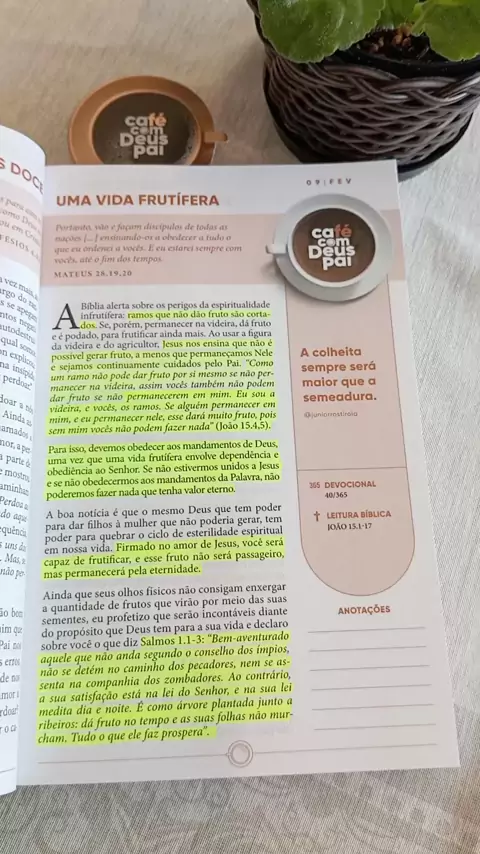 café
com
Deus
pai
S DOCE
09 | FEV
UMA VIDA FRUTÍFERA
Portanto, vão e façam discípulos de todas as
nações [...] ensinando-os a obedecer a tudo o
que eu ordenei a vocês. E eu estarei sempre com
vocês, até o fim dos tempos.
MATEUS 28.19,20
café
com
Deus
pai
A Bíblia alerta sobre os perigos da espiritualidade
infrutífera: ramos que não dão fruto são corta-
dos. Se, porém, permanecer na videira, dá fruto
e é podado, para frutificar ainda mais. Ao usar a figura
da videira e do agricultor, Jesus nos ensina que não é
possível gerar fruto, a menos que permaneçamos Nele
e sejamos continuamente cuidados pelo Pai. “Como
um ramo não pode dar fruto por si mesmo se não per-
manecer na videira, assim vocês também não podem
dar fruto se não permanecerem em mim. Eu sou a
videira, e vocês, os ramos. Se alguém permanecer em
mim, e eu permanecer nele, esse dará muito fruto, pois
sem mim vocês não podem fazer nada” (João 15.4,5).
Para isso, devemos obedecer aos mandamentos de Deus,
uma vez que uma vida frutífera envolve dependência e
obediência ao Senhor. Se não estivermos unidos a Jesus
e se não obedecermos aos mandamentos da Palavra, não
poderemos fazer nada que tenha valor eterno.
A boa notícia é que o mesmo Deus que tem poder
para dar filhos à mulher que não poderia gerar, tem
poder para quebrar o ciclo de esterilidade espiritual
em nossa vida. Firmado no amor de Jesus, você será
capaz de frutificar, e esse fruto não será passageiro,
mas permanecerá pela eternidade.
Ainda que seus olhos físicos não consigam enxergar
a quantidade de frutos que virão por meio das suas
sementes, eu profetizo que serão incontáveis diante
do propósito que Deus tem para a sua vida e declaro
sobre você o que diz Salmos 1.1-3: “Bem-aventurado
aquele que não anda segundo o conselho dos ímpios,
não se detém no caminho dos pecadores, nem se as-
senta na companhia dos zombadores. Ao contrário,
a sua satisfação está na lei do Senhor, e na sua lei
medita dia e noite. É como árvore plantada junto a
ribeiros: dá fruto no tempo e as suas folhas não mur-
cham. Tudo o que ele faz prospera”.
A colheita
sempre será
maior que a
semeadura.
@juniorrostirola
365 DEVOCIONAL
40/365
LEITURA BÍBLICA
JOÃO 15.1-17
ANOTAÇÕES